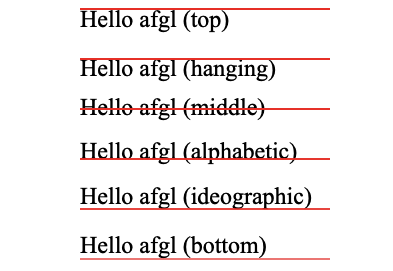 Hello afgl (top)
Hello afgl (hanging)
Hello afgl (middle)
Hello afgl (alphabetic)
Hello afgl (ideographic)
Hello afgl (bottom)